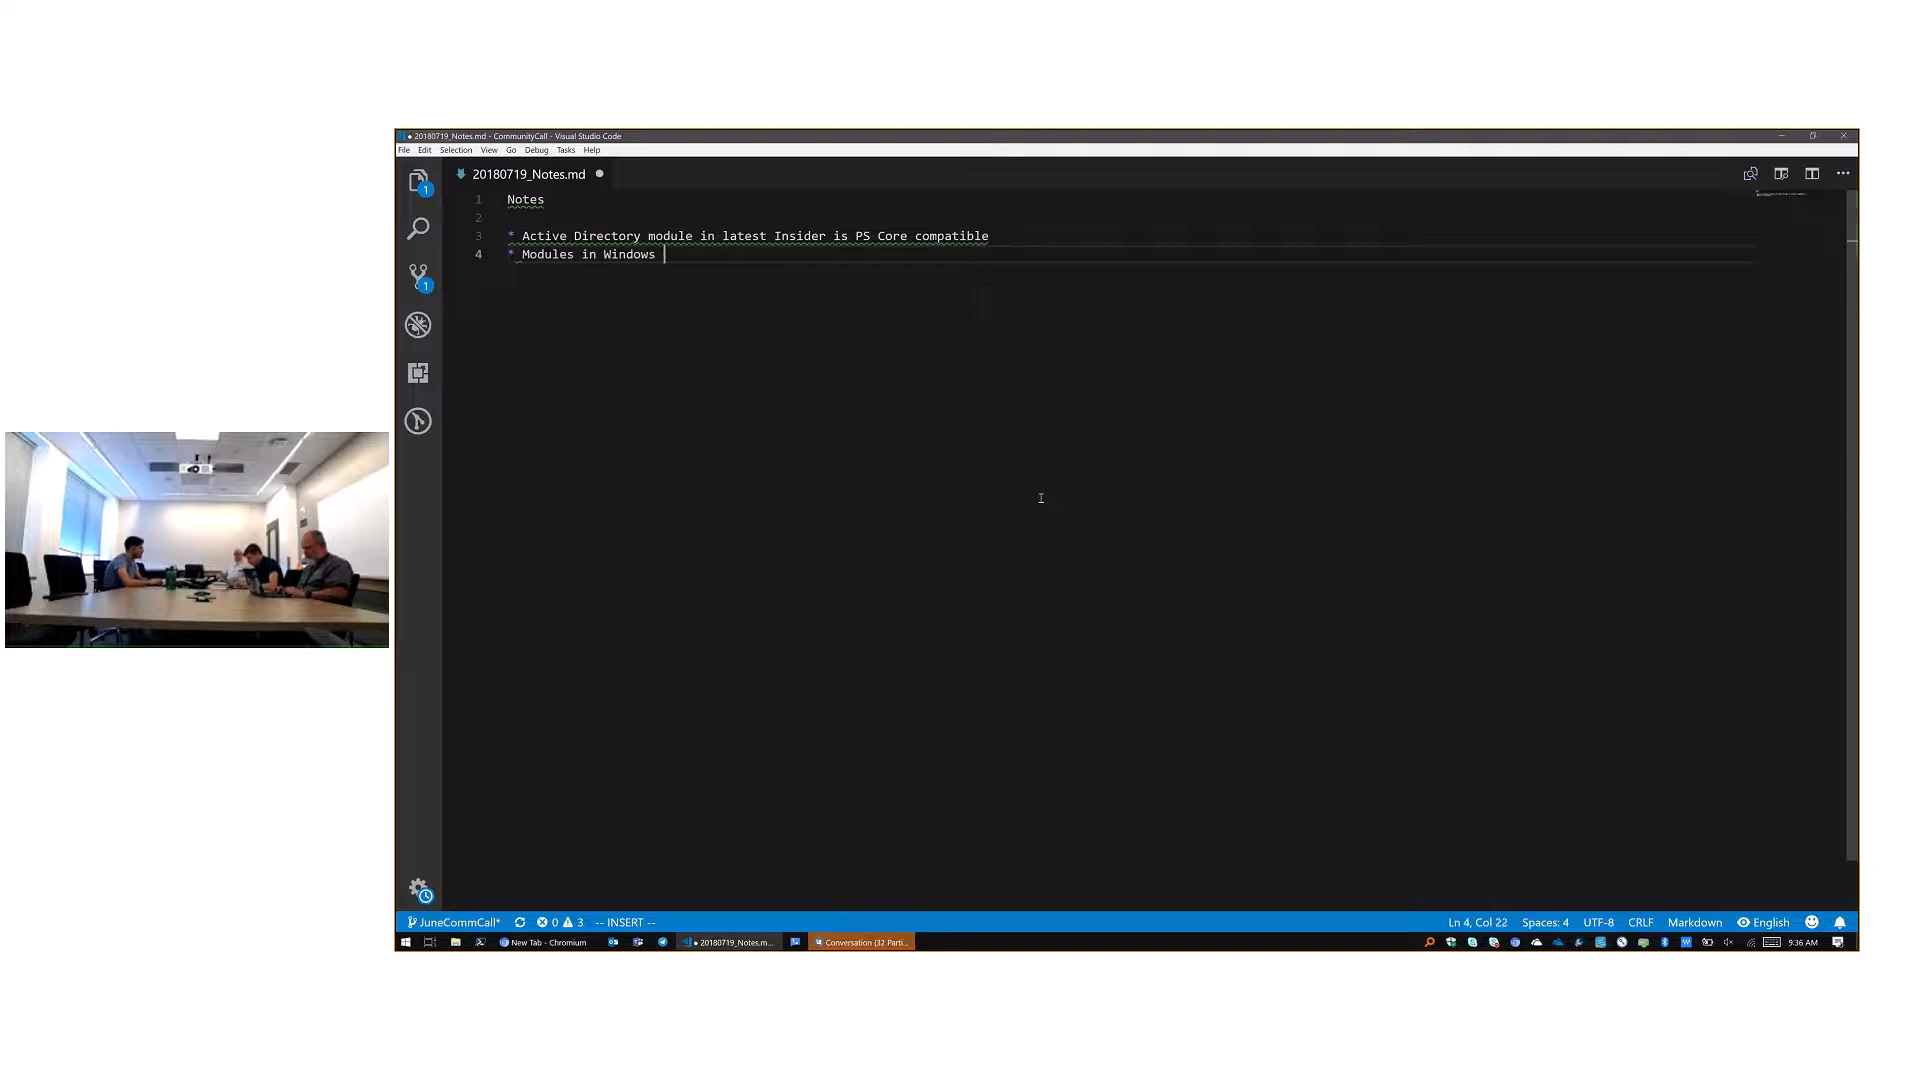 20180719_Notes.md - CommunityCall - Visual Studio Code
File Edit Selection View Go Debug Tasks Help
20180719_Notes.md
1 Notes
2
3 * Active Directory module in latest Insider is PS Core compatible
4 * Modules in Windows
1
1
JuneCommCall* 0 3 -- INSERT -- Ln 4, Col 22 Spaces: 4 UTF-8 CRLF Markdown English
New Tab - Chromium 20180719_Notes.m... Conversation (32 Parti... 9:36 AM